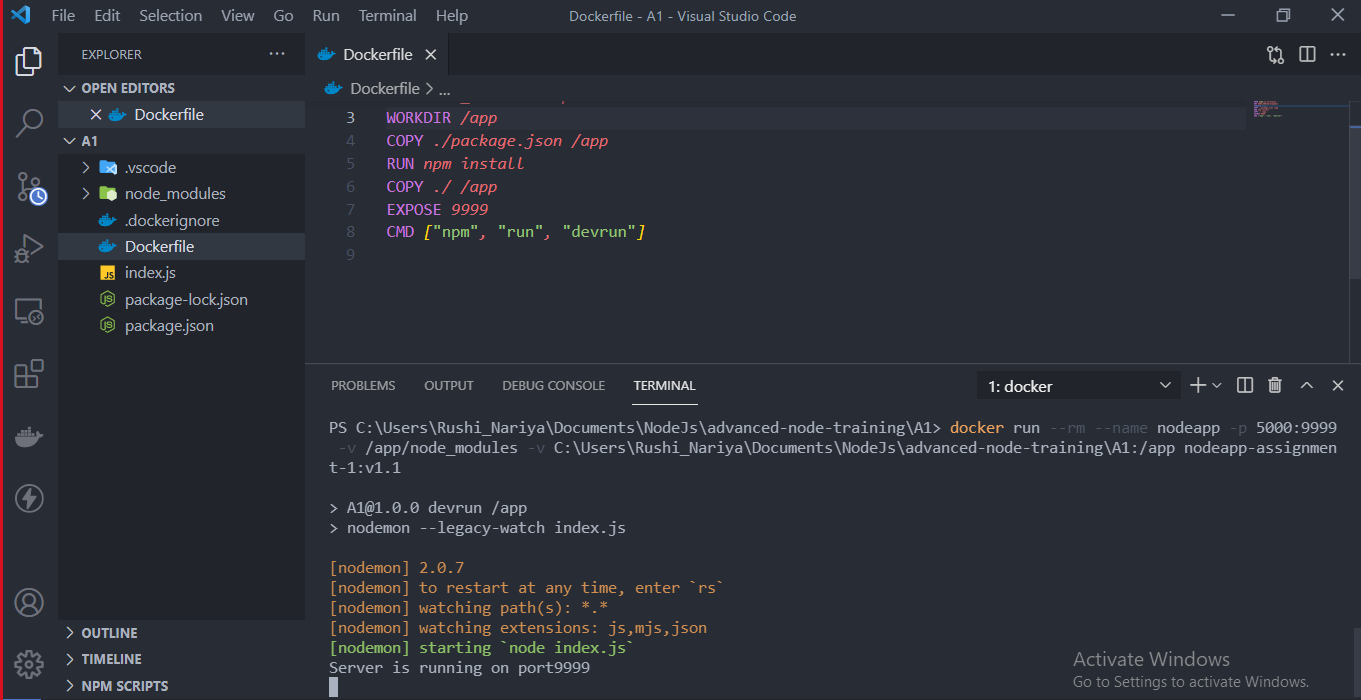 File Edit Selection View Go Run Terminal Help
Dockerfile - A1 - Visual Studio Code
EXPLORER
OPEN EDITORS
Dockerfile
A1
.vscode
node_modules
.dockerignore
Dockerfile
index.js
package-lock.json
package.json
OUTLINE
TIMELINE
NPM SCRIPTS
Dockerfile
Dockerfile > ...
3 WORKDIR /app
4 COPY ./package.json /app
5 RUN npm install
6 COPY ./ /app
7 EXPOSE 9999
8 CMD ["npm", "run", "devrun"]
9
PROBLEMS OUTPUT DEBUG CONSOLE TERMINAL
1: docker
PS C:\Users\Rushi_Nariya\Documents\NodeJs\advanced-node-training\A1> docker run --rm --name nodeapp -p 5000:9999
-v /app/node_modules -v C:\Users\Rushi_Nariya\Documents\NodeJs\advanced-node-training\A1:/app nodeapp-assignmen
t-1:v1.1
> A1@1.0.0 devrun /app
> nodemon --legacy-watch index.js
[nodemon] 2.0.7
[nodemon] to restart at any time, enter `rs`
[nodemon] watching path(s): *.*
[nodemon] watching extensions: js,mjs,json
[nodemon] starting `node index.js`
Server is running on port9999
Activate Windows
Go to Settings to activate Windows.